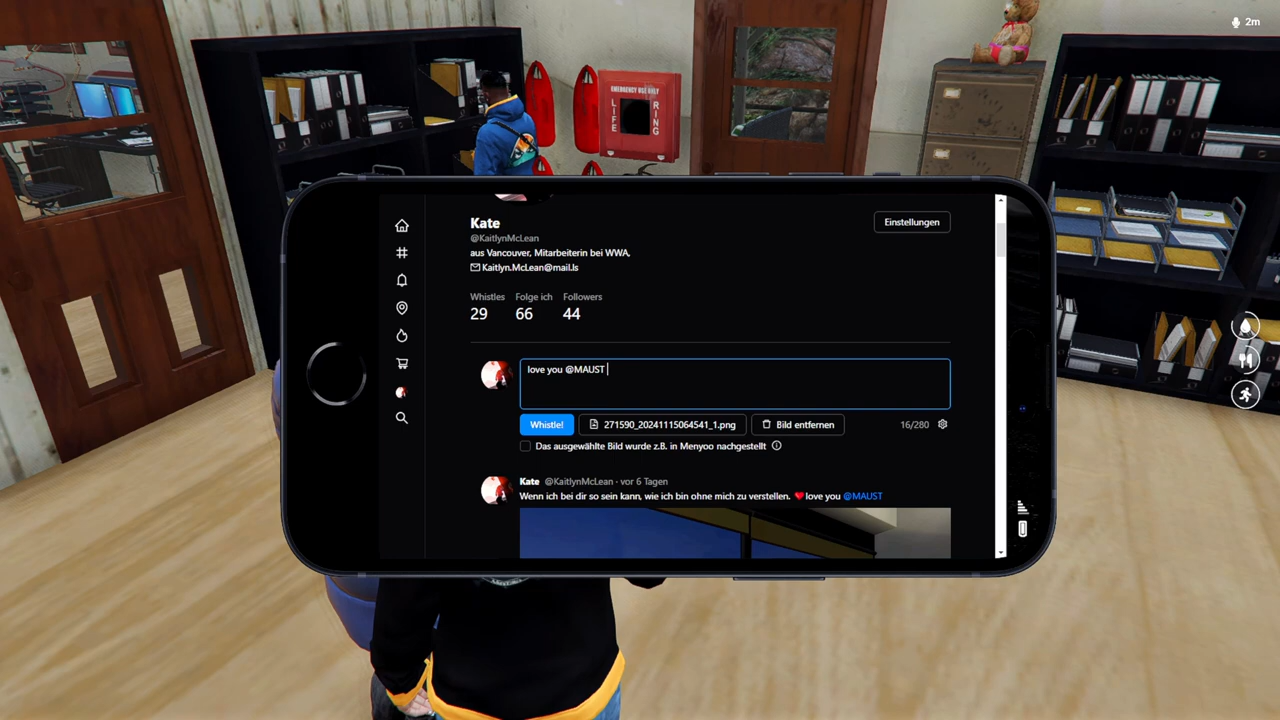 2m
EMERGENCY USE ONLY
LIFE RING
Kate
Einstellungen
@KaitlynMcLean
aus Vancouver, Mitarbeiterin bei WWA,
Kaitlyn.McLean@mail.ls
Whistles Folge ich Followers
29 66 44
love you @MAUST
Whistle! 271590_20241115064541_1.png Bild entfernen 16/280
Das ausgewählte Bild wurde z.B. in Menyoo nachgestellt
Kate @KaitlynMcLean · vor 6 Tagen
Wenn ich bei dir so sein kann, wie ich bin ohne mich zu verstellen. ❤️love you @MAUST